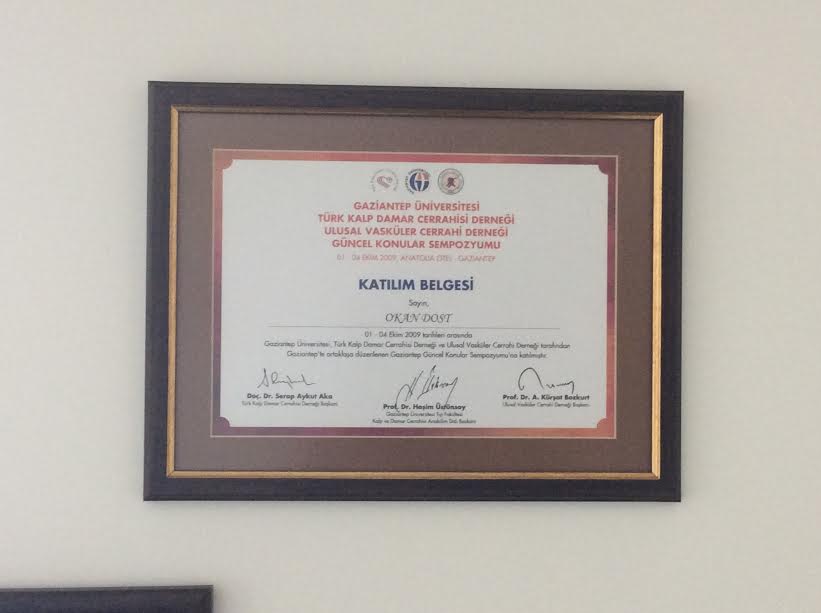 GAZİANTEP ÜNİVERSİTESİ
TÜRK KALP DAMAR CERRAHİSİ DERNEĞİ
ULUSAL VASKÜLER CERRAHİ DERNEĞİ
GÜNCEL KONULAR SEMPOZYUMU
01 - 04 EKİM 2009, ANATOLIA OTEL - GAZİANTEP
KATILIM BELGESİ
Sayın,
OKAN DOST
01 - 04 Ekim 2009 tarihleri arasında
Gaziantep Üniversitesi, Türk Kalp Damar Cerrahisi Derneği ve Ulusal Vasküler Cerrahi Derneği tarafından
Gaziantep'te ortaklaşa düzenlenen Gaziantep Güncel Konular Sempozyumu'na katılmıştır.
Doç. Dr. Serap Aykut Aka
Türk Kalp Damar Cerrahisi Derneği Başkanı
Prof. Dr. Haşim Üstünsoy
Gaziantep Üniversitesi Tıp Fakültesi
Kalp ve Damar Cerrahisi Anabilim Dalı Başkanı
Prof. Dr. A. Kürşat Bozkurt
Ulusal Vasküler Cerrahi Derneği Başkanı